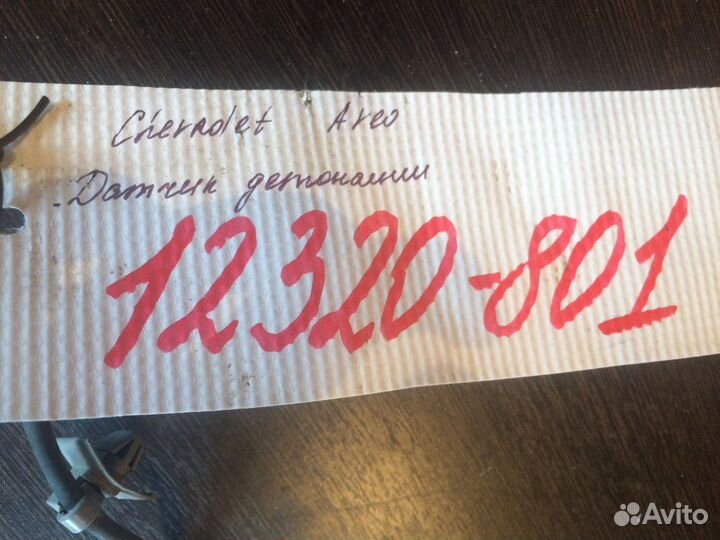 Chevrolet Aveo
Датчик детонации
12320-801
Avito